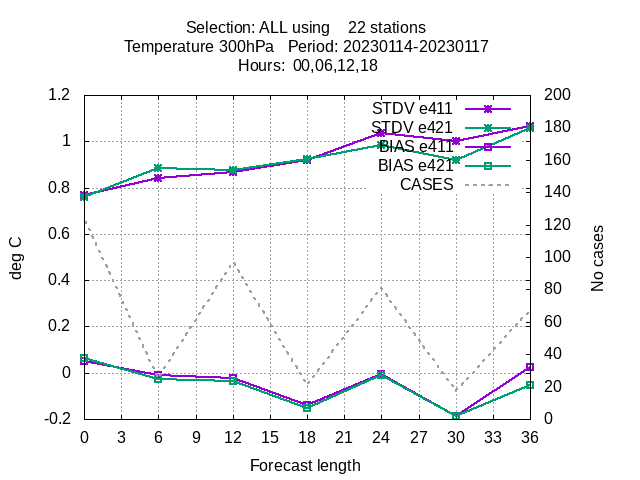 Selection: ALL using 22 stations
Temperature 300hPa Period: 20230114-20230117
Hours: 00,06,12,18
1.2
1
0.8
0.6
0.4
0.2
0
-0.2
deg C
STDV e411
STDV e421
BIAS e411
BIAS e421
CASES
200
180
160
140
120
100
80
60
40
20
0
No cases
0 3 6 9 12 15 18 21 24 27 30 33 36
Forecast length